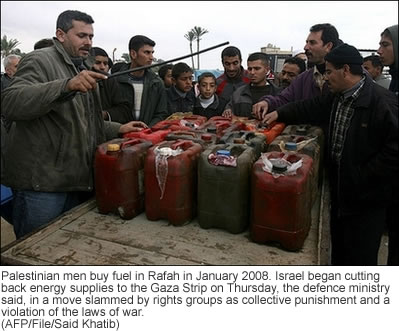 Palestinian men buy fuel in Rafah in January 2008. Israel began cutting
back energy supplies to the Gaza Strip on Thursday, the defence ministry
said, in a move slammed by rights groups as collective punishment and a
violation of the laws of war.
(AFP/File/Said Khatib)